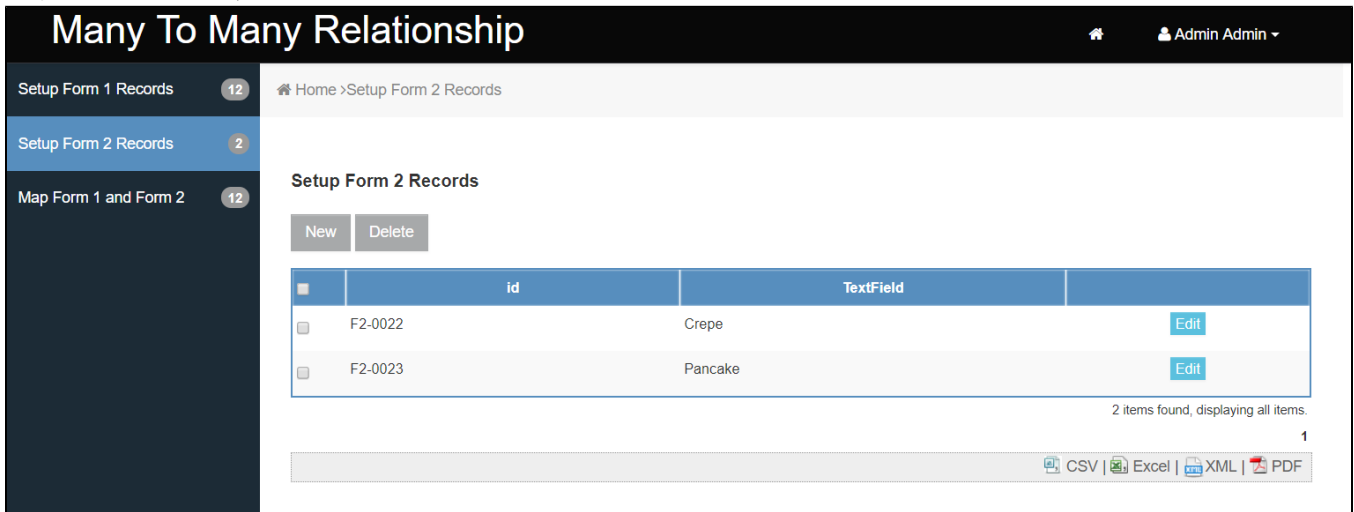 Many To Many Relationship
Admin Admin
Setup Form 1 Records 12
Home >Setup Form 2 Records
Setup Form 2 Records 2
Map Form 1 and Form 2 12
Setup Form 2 Records
New Delete
id TextField
F2-0022 Crepe Edit
F2-0023 Pancake Edit
2 items found, displaying all items.
1
CSV | Excel | XML | PDF